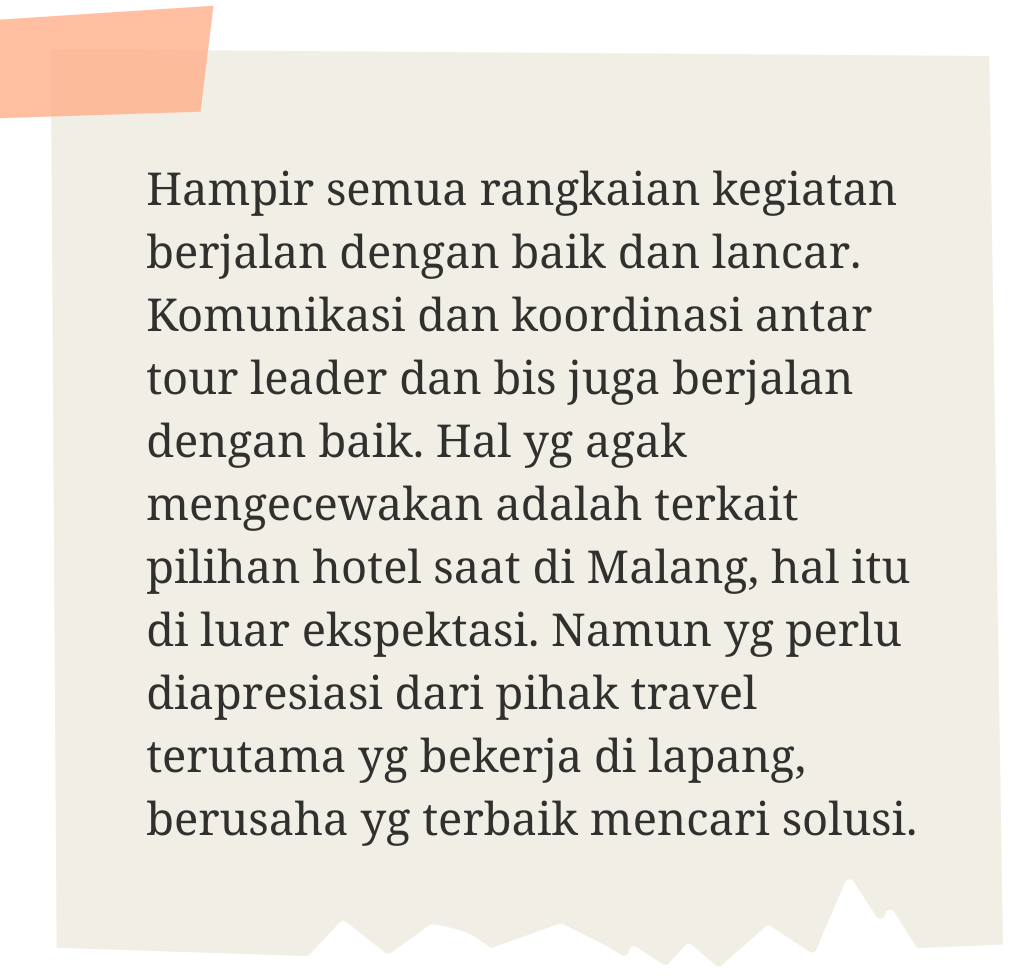 Hampir semua rangkaian kegiatan
berjalan dengan baik dan lancar.
Komunikasi dan koordinasi antar
tour leader dan bis juga berjalan
dengan baik. Hal yg agak
mengecewakan adalah terkait
pilihan hotel saat di Malang, hal itu
di luar ekspektasi. Namun yg perlu
diapresiasi dari pihak travel
terutama yg bekerja di lapang,
berusaha yg terbaik mencari solusi.